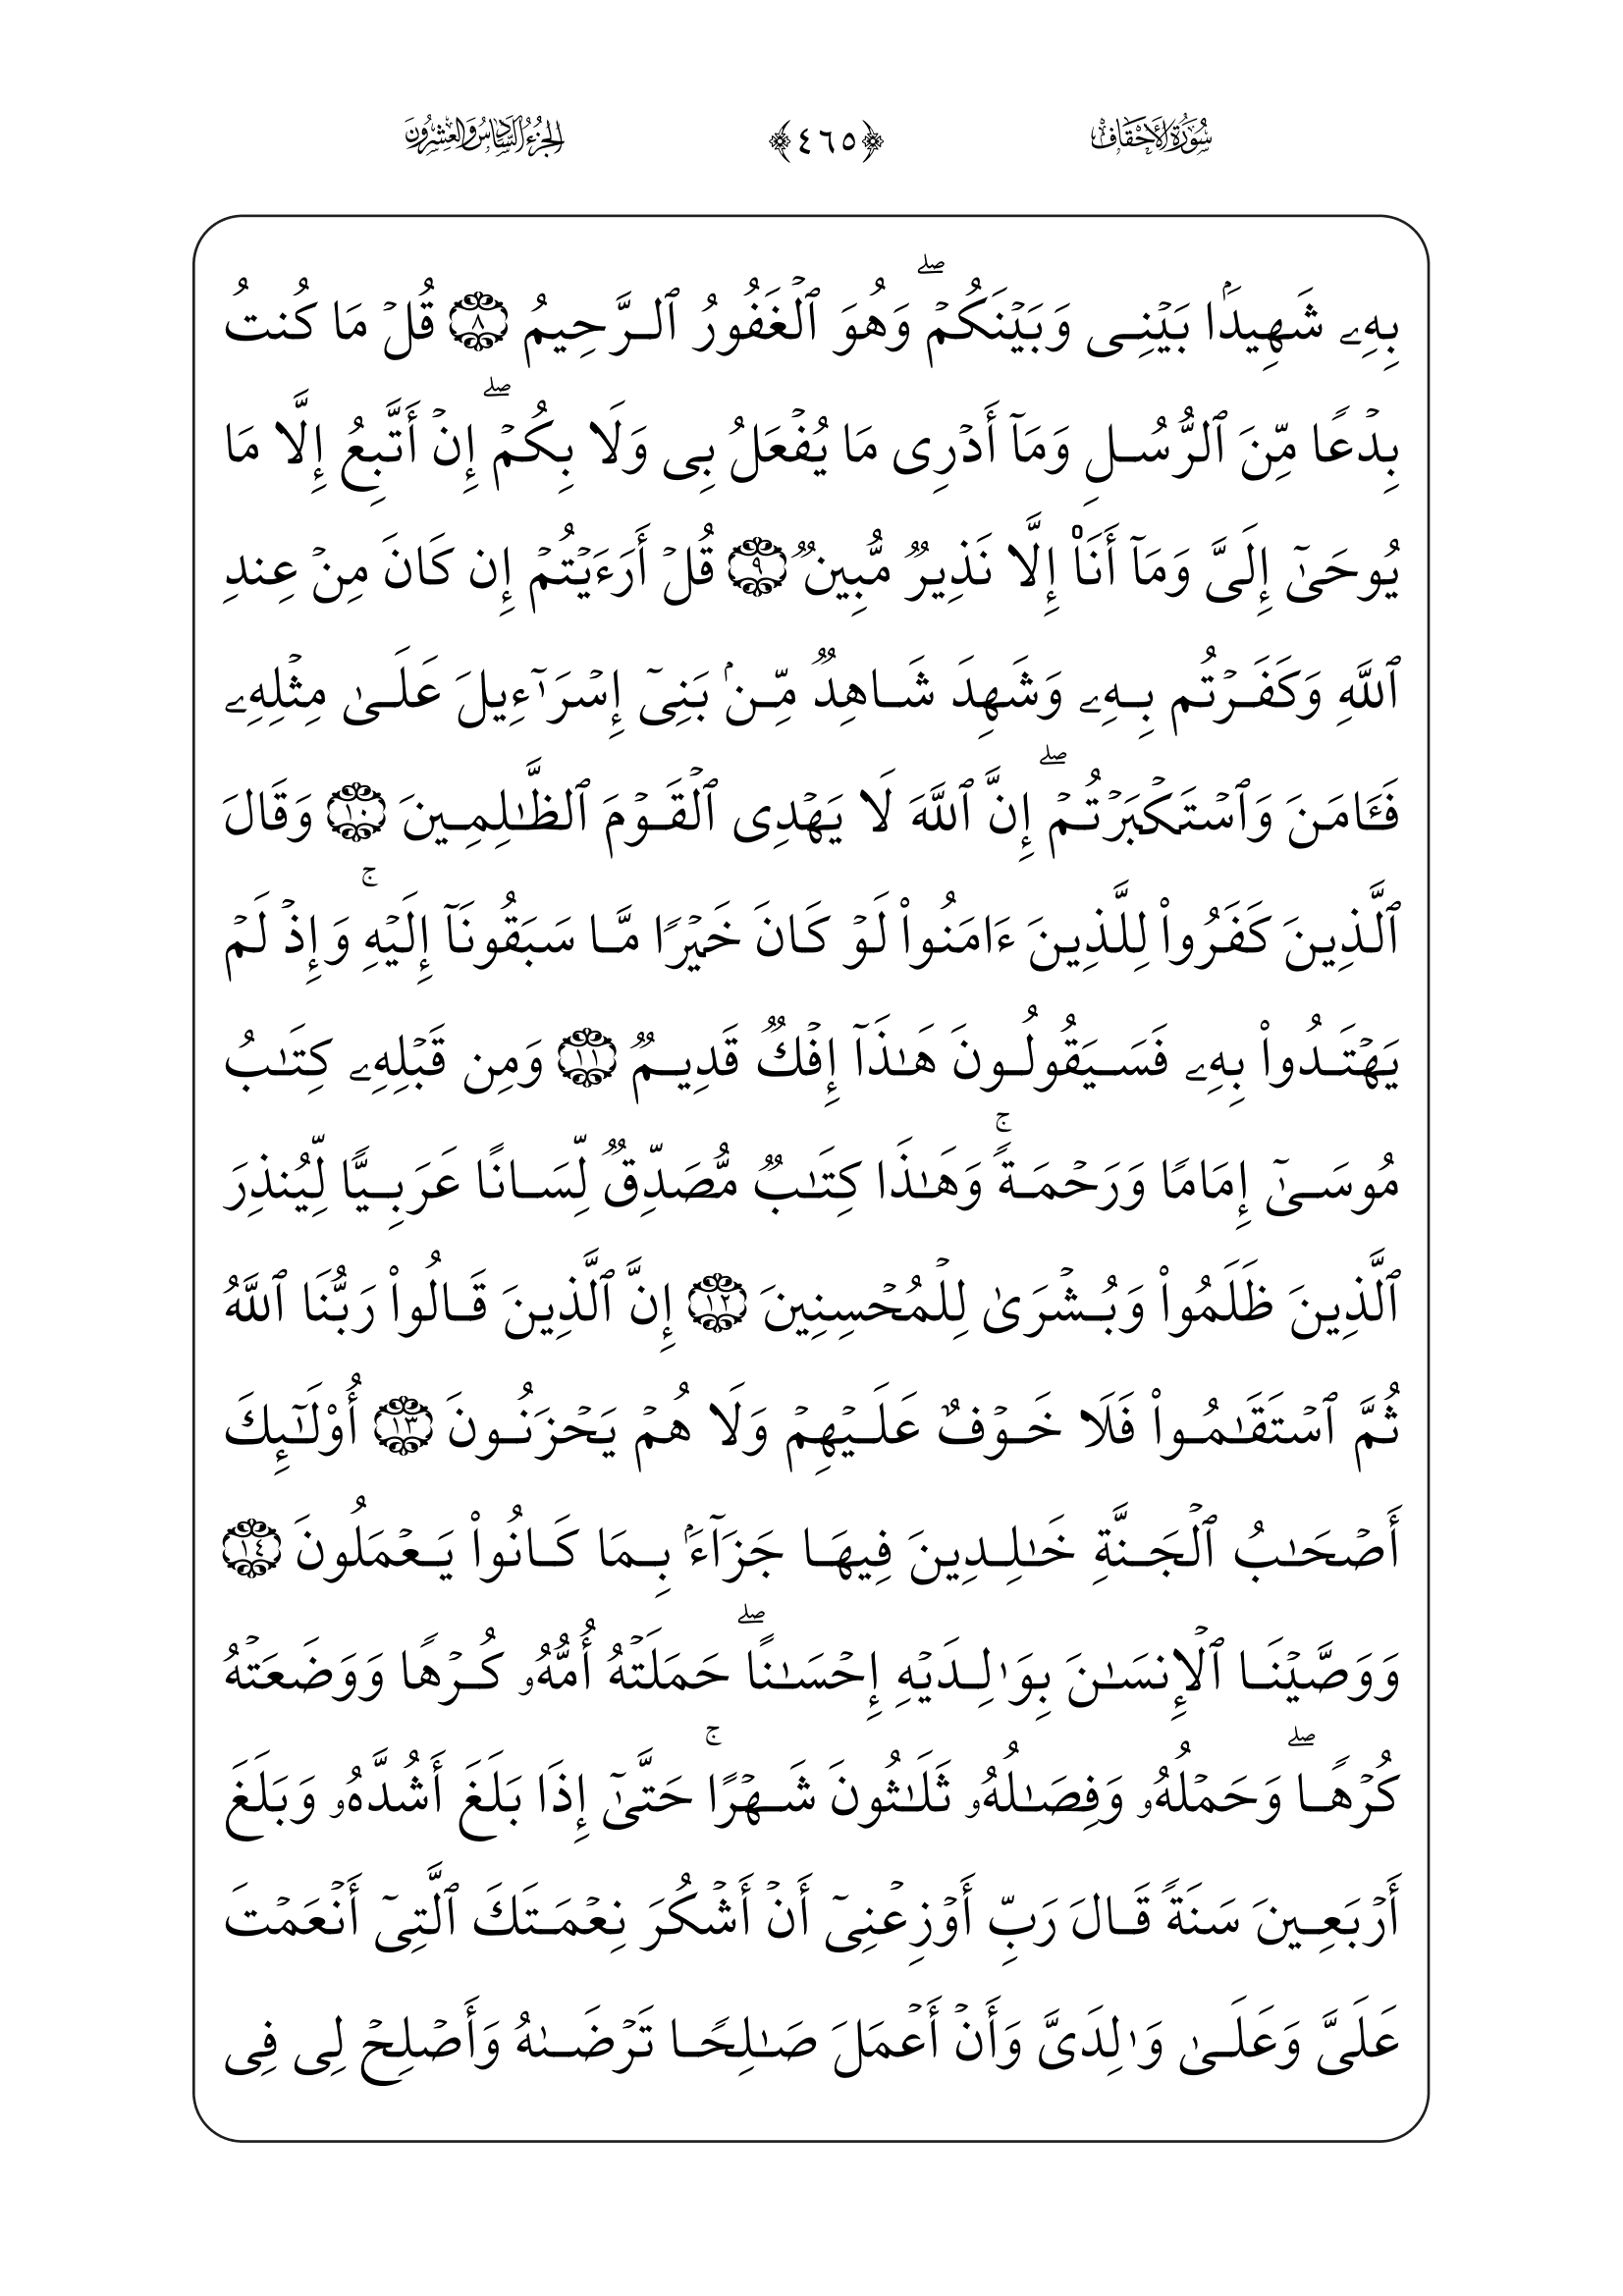 سُورَةُ الأَحْقَافِ ﴿٤٦٥﴾ الجُزْءُ السَّادِسُ وَالعِشْرُونَ
بِهِۦ شَهِيدَۢا بَيۡنِى وَبَيۡنَكُمۡۖ وَهُوَ ٱلۡغَفُورُ ٱلرَّحِيمُ ٨ قُلۡ مَا كُنتُ
بِدۡعًا مِّنَ ٱلرُّسُلِ وَمَآ أَدۡرِى مَا يُفۡعَلُ بِى وَلَا بِكُمۡۖ إِنۡ أَتَّبِعُ إِلَّا مَا
يُوحَىٰٓ إِلَىَّ وَمَآ أَنَا۠ إِلَّا نَذِيرٌ مُّبِينٌ ٩ قُلۡ أَرَءَيۡتُمۡ إِن كَانَ مِنۡ عِندِ
ٱللَّهِ وَكَفَرۡتُم بِهِۦ وَشَهِدَ شَاهِدٌ مِّنۢ بَنِىٓ إِسۡرَٰٓءِيلَ عَلَىٰ مِثۡلِهِۦ
فَـَٔامَنَ وَٱسۡتَكۡبَرۡتُمۡۖ إِنَّ ٱللَّهَ لَا يَهۡدِى ٱلۡقَوۡمَ ٱلظَّـٰلِمِينَ ١٠ وَقَالَ
ٱلَّذِينَ كَفَرُوا۟ لِلَّذِينَ ءَامَنُوا۟ لَوۡ كَانَ خَيۡرًا مَّا سَبَقُونَآ إِلَيۡهِۚ وَإِذۡ لَمۡ
يَهۡتَدُوا۟ بِهِۦ فَسَيَقُولُونَ هَـٰذَآ إِفۡكٌ قَدِيمٌ ١١ وَمِن قَبۡلِهِۦ كِتَـٰبُ
مُوسَىٰٓ إِمَامًا وَرَحۡمَةًۚ وَهَـٰذَا كِتَـٰبٌ مُّصَدِّقٌ لِّسَانًا عَرَبِيًّا لِّيُنذِرَ
ٱلَّذِينَ ظَلَمُوا۟ وَبُشۡرَىٰ لِلۡمُحۡسِنِينَ ١٢ إِنَّ ٱلَّذِينَ قَالُوا۟ رَبُّنَا ٱللَّهُ
ثُمَّ ٱسۡتَقَـٰمُوا۟ فَلَا خَوۡفٌ عَلَيۡهِمۡ وَلَا هُمۡ يَحۡزَنُونَ ١٣ أُو۟لَـٰٓئِكَ
أَصۡحَـٰبُ ٱلۡجَنَّةِ خَـٰلِدِينَ فِيهَا جَزَآءَۢ بِمَا كَانُوا۟ يَعۡمَلُونَ ١٤
وَوَصَّيۡنَا ٱلۡإِنسَـٰنَ بِوَٰلِدَيۡهِ إِحۡسَـٰنًاۖ حَمَلَتۡهُ أُمُّهُۥ كُرۡهًا وَوَضَعَتۡهُ
كُرۡهًاۖ وَحَمۡلُهُۥ وَفِصَـٰلُهُۥ ثَلَـٰثُونَ شَهۡرًاۚ حَتَّىٰٓ إِذَا بَلَغَ أَشُدَّهُۥ وَبَلَغَ
أَرۡبَعِينَ سَنَةً قَالَ رَبِّ أَوۡزِعۡنِىٓ أَنۡ أَشۡكُرَ نِعۡمَتَكَ ٱلَّتِىٓ أَنۡعَمۡتَ
عَلَىَّ وَعَلَىٰ وَٰلِدَىَّ وَأَنۡ أَعۡمَلَ صَـٰلِحًا تَرۡضَـٰهُ وَأَصۡلِحۡ لِى فِى